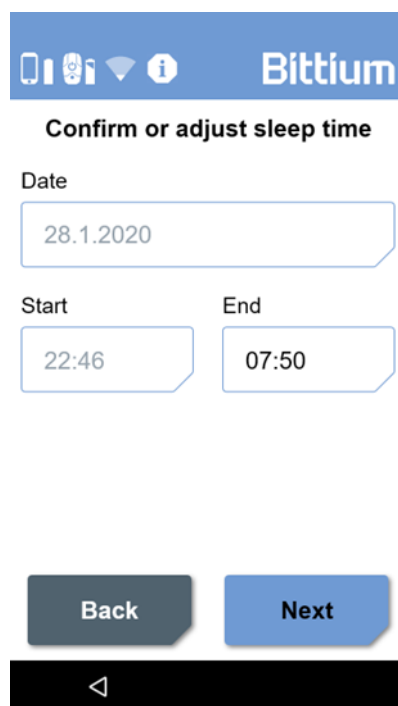 Bittium
Confirm or adjust sleep time
Date
28.1.2020
Start End
22:46 07:50
Back Next